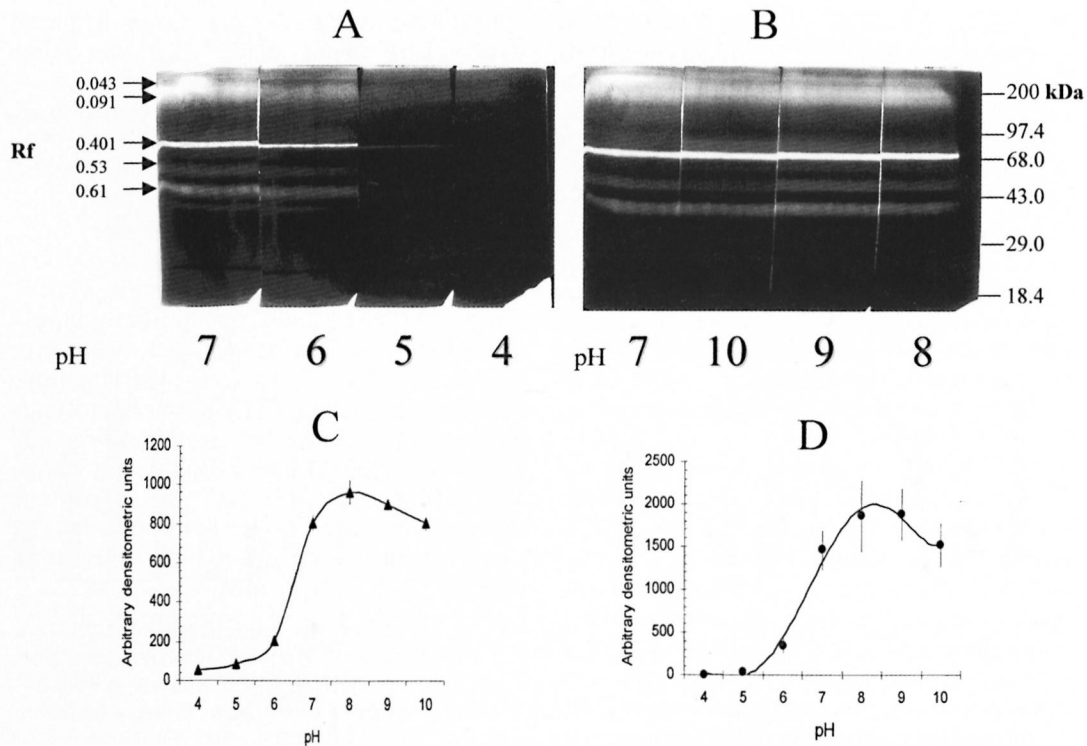 A
B
0.043
0.091
Rf
0.401
0.53
0.61
200 kDa
97.4
68.0
43.0
29.0
18.4
pH 7 6 5 4
pH 7 10 9 8
C
Arbitrary densitometric units
1200
1000
800
600
400
200
0
4 5 6 7 8 9 10
pH
D
Arbitrary densitometric units
2500
2000
1500
1000
500
0
4 5 6 7 8 9 10
pH